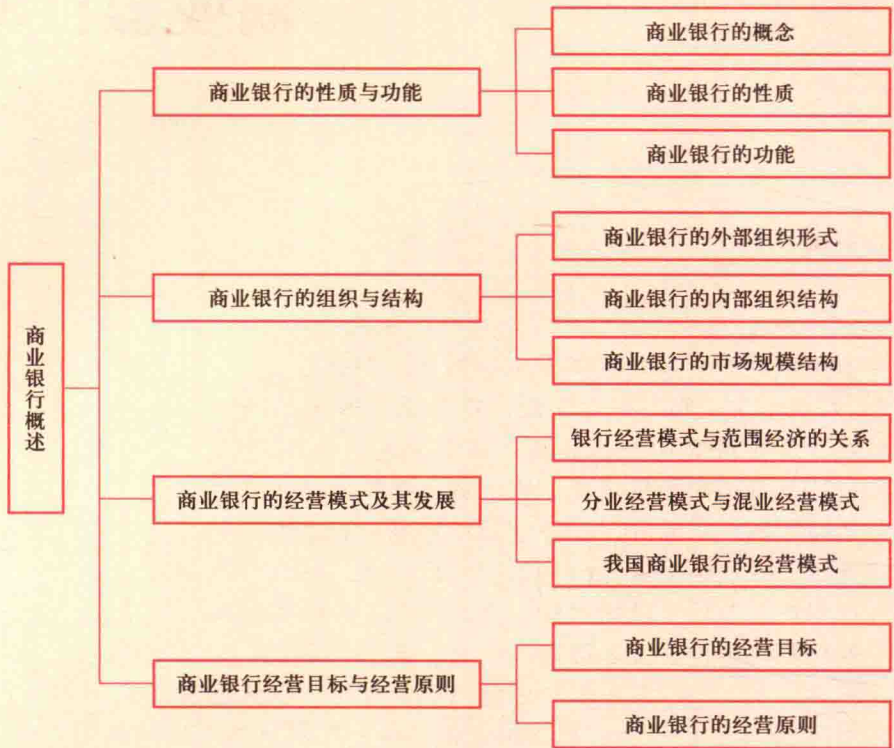 商业银行概述
商业银行的性质与功能
商业银行的概念
商业银行的性质
商业银行的功能
商业银行的组织与结构
商业银行的外部组织形式
商业银行的内部组织结构
商业银行的市场规模结构
商业银行的经营模式及其发展
银行经营模式与范围经济的关系
分业经营模式与混业经营模式
我国商业银行的经营模式
商业银行经营目标与经营原则
商业银行的经营目标
商业银行的经营原则